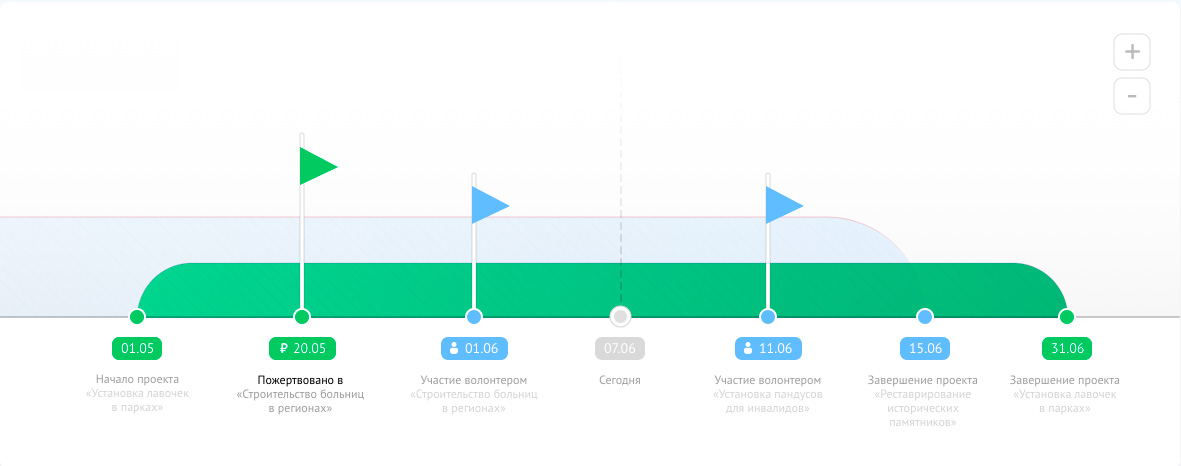 +
-
01.05
₽ 20.05
01.06
07.06
11.06
15.06
31.06
Начало проекта
«Установка лавочек
в парках»
Пожертвовано в
«Строительство больниц
в регионах»
Участие волонтером
«Строительство больниц
в регионах»
Сегодня
Участие волонтером
«Установка пандусов
для инвалидов»
Завершение проекта
«Реставрирование
исторических
памятников»
Завершение проекта
«Установка лавочек
в парках»